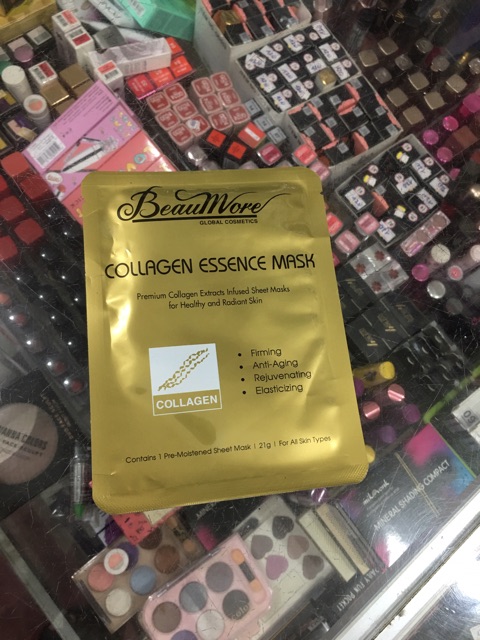 BeauMore
GLOBAL COSMETICS
COLLAGEN ESSENCE MASK
Premium Collagen Extracts Infused Sheet Masks
for Healthy and Radiant Skin
COLLAGEN
• Firming
• Anti-Aging
• Rejuvenating
• Elasticizing
Contains 1 Pre-Moistened Sheet Mask | 21g | For All Skin Types
MINERAL SHADING COMPACT